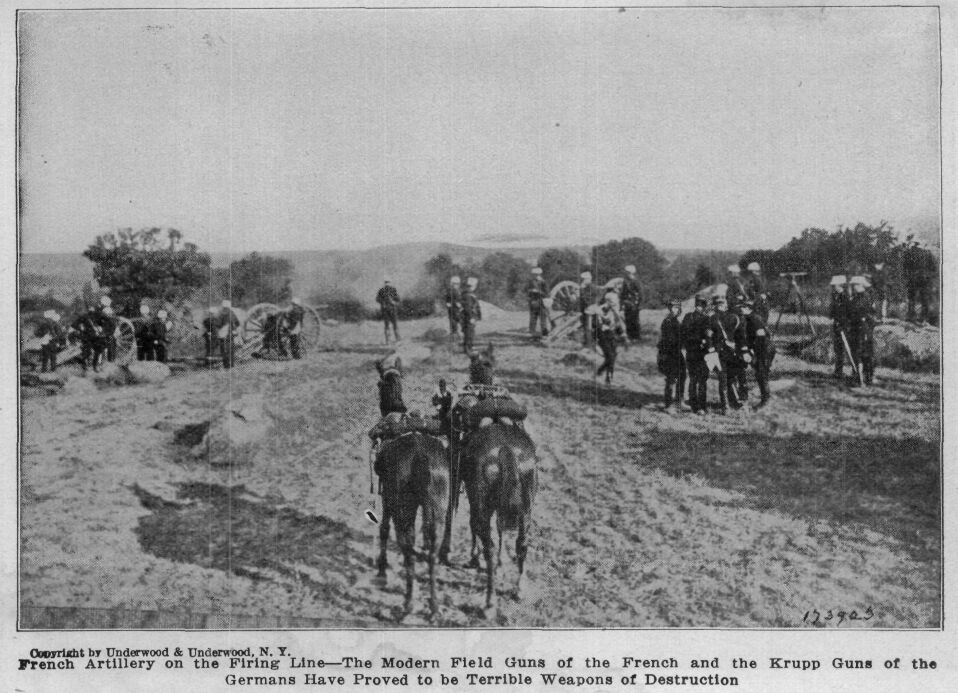 173923
Copyright by Underwood & Underwood, N. Y.
French Artillery on the Firing Line—The Modern Field Guns of the French and the Krupp Guns of the
Germans Have Proved to be Terrible Weapons of Destruction